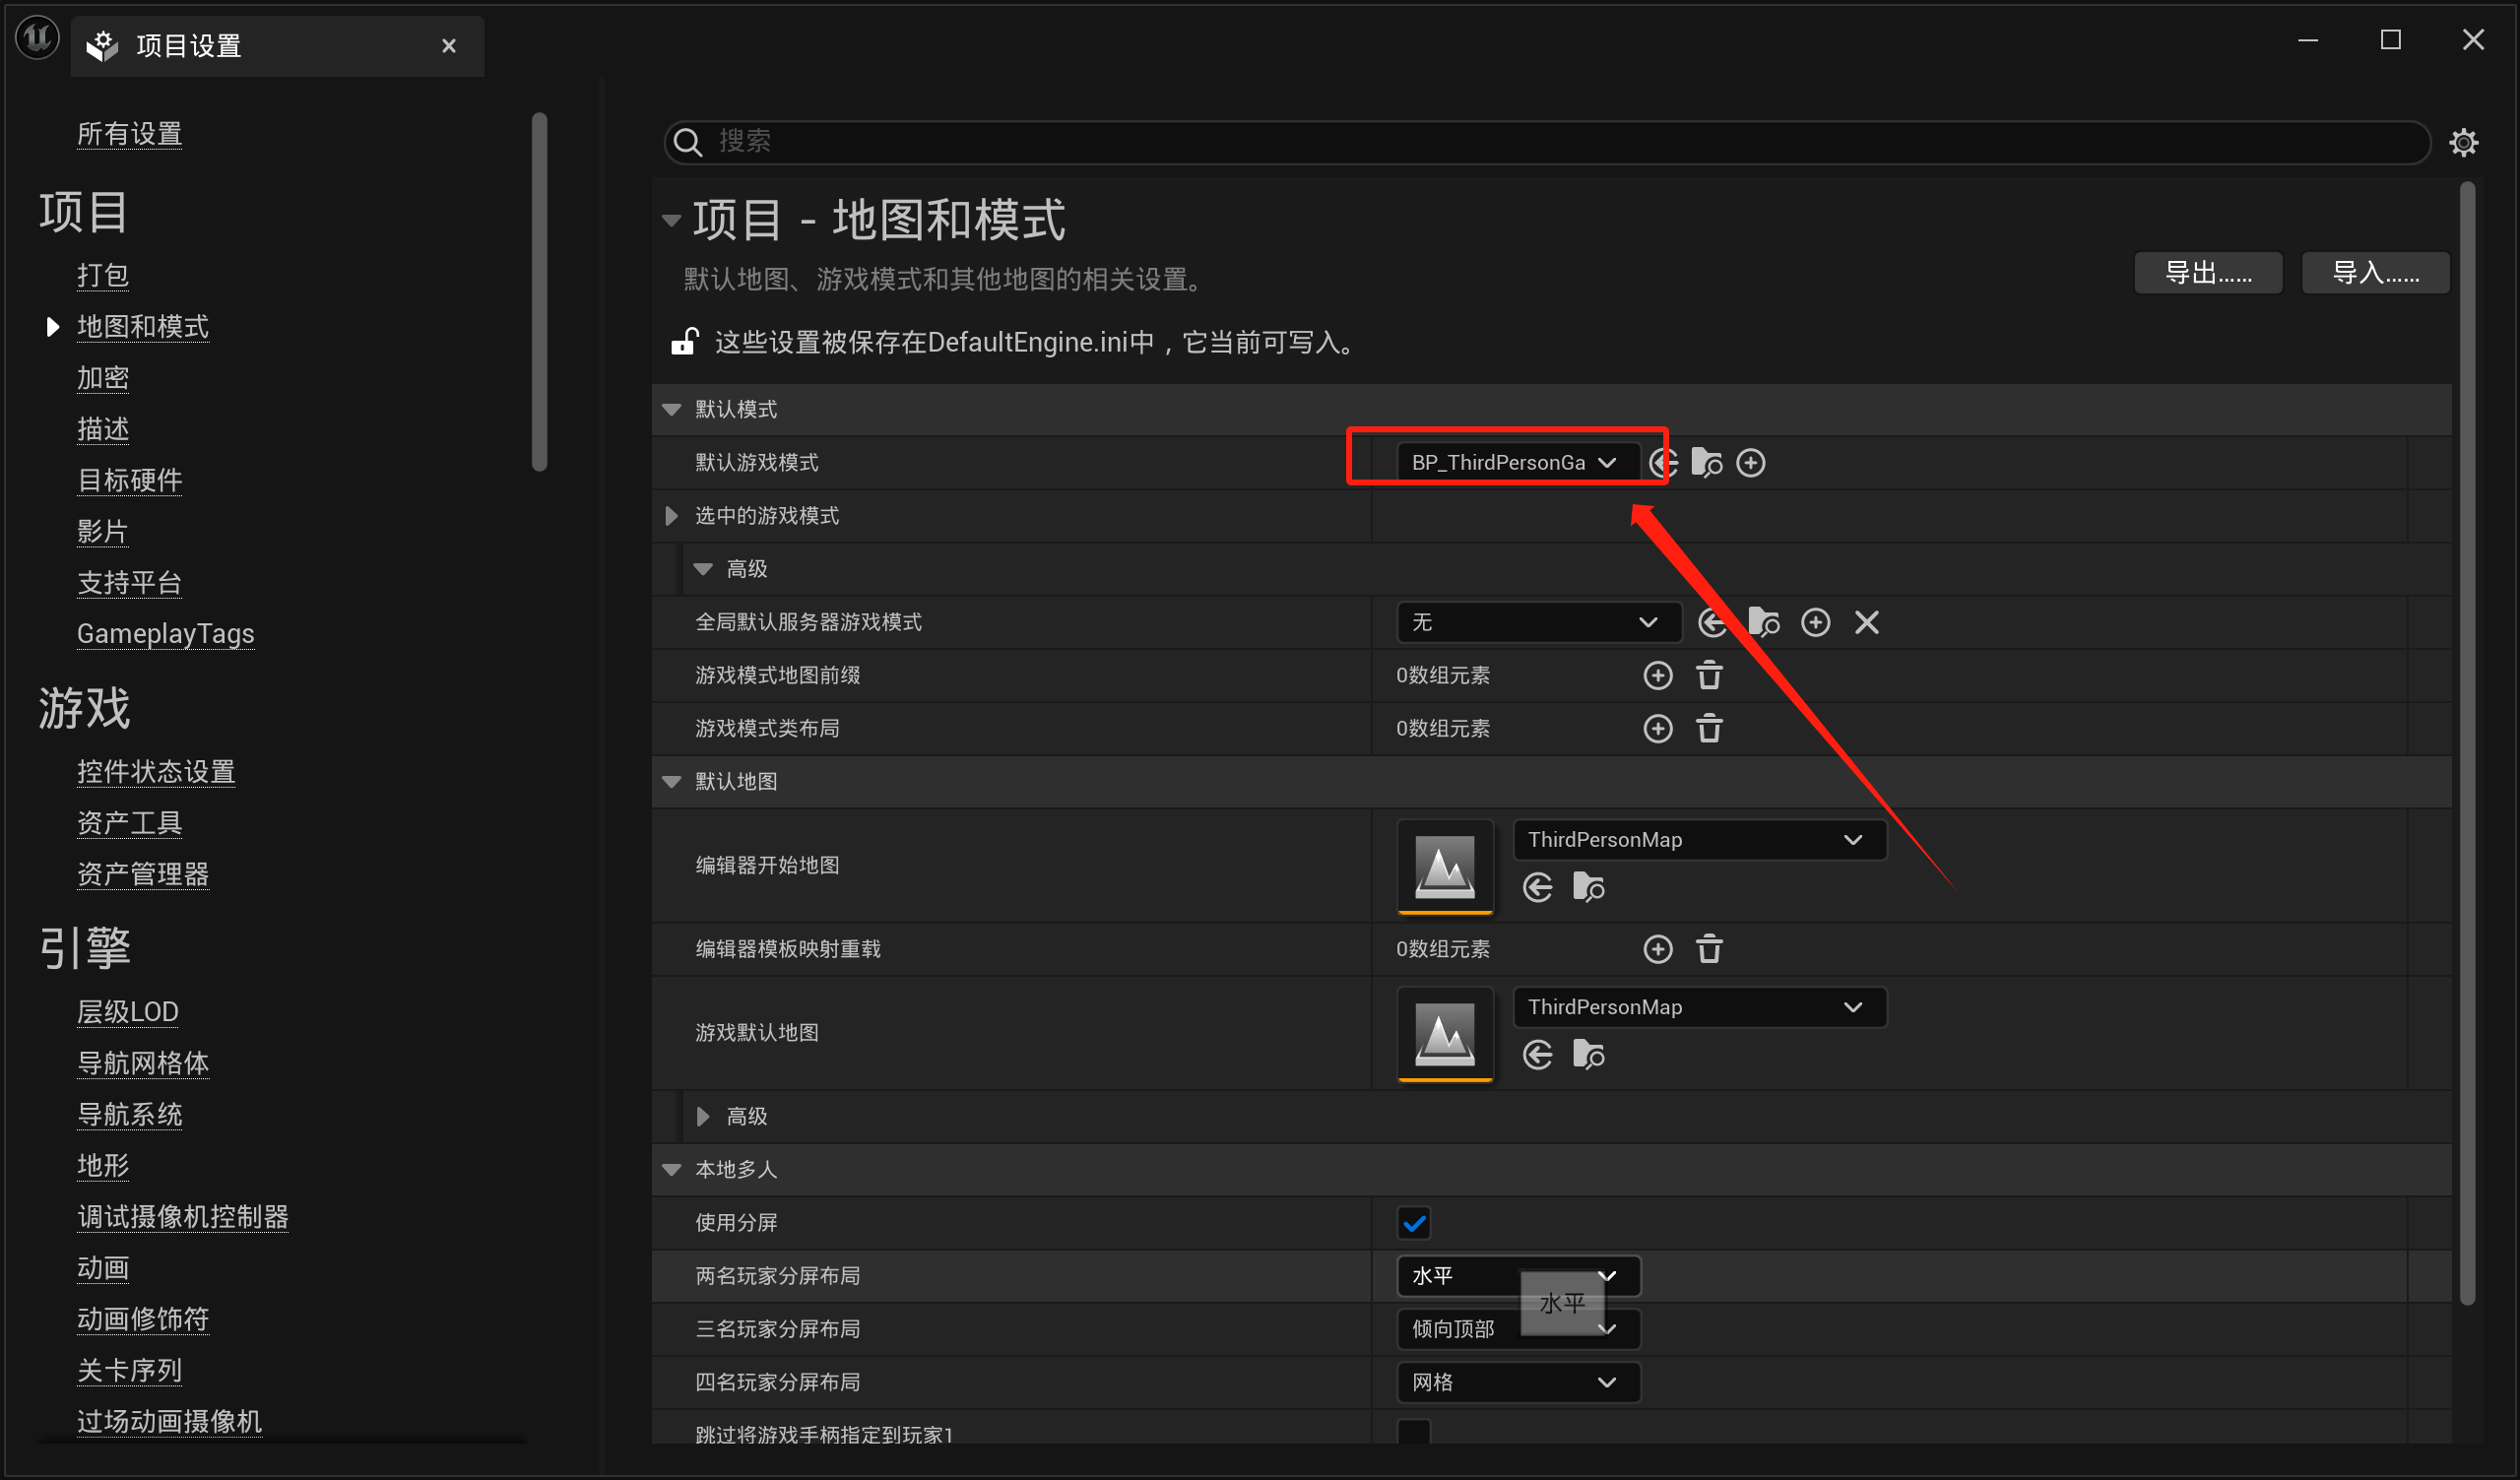 项目设置
所有设置
项目
打包
地图和模式
加密
描述
目标硬件
影片
支持平台
GameplayTags
游戏
控件状态设置
资产工具
资产管理器
引擎
层级LOD
导航网格体
导航系统
地形
调试摄像机控制器
动画
动画修饰符
关卡序列
过场动画摄像机
搜索
项目 - 地图和模式
默认地图、游戏模式和其他地图的相关设置。
导出......
导入......
这些设置被保存在DefaultEngine.ini中，它当前可写入。
默认模式
默认游戏模式
BP_ThirdPersonGa
选中的游戏模式
高级
全局默认服务器游戏模式
无
游戏模式地图前缀
0数组元素
游戏模式类布局
0数组元素
默认地图
编辑器开始地图
ThirdPersonMap
编辑器模板映射重载
0数组元素
游戏默认地图
ThirdPersonMap
高级
本地多人
使用分屏
两名玩家分屏布局
水平
水平
三名玩家分屏布局
倾向顶部
四名玩家分屏布局
网格
跳过将游戏手柄指定到玩家1